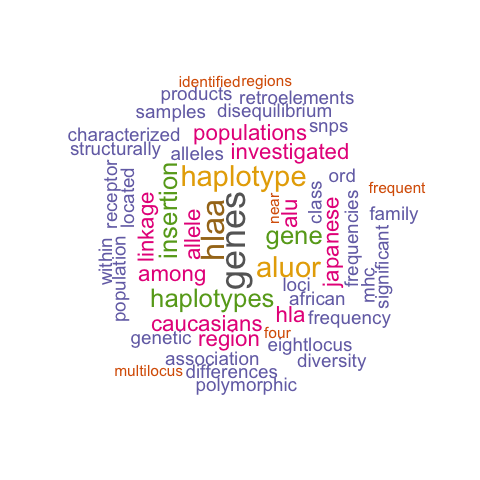 identified regions
products retroelements
samples disequilibrium
characterized populations snps
structurally alleles investigated
receptor located insertion haplotype class ord
linkage allele hlaa genes near alu japanese frequencies frequent
family
gene
within population among aluor mhc significant
loci
haplotypes african
caucasians hla frequency
genetic region four eightlocus
association diversity
multilocus differences
polymorphic